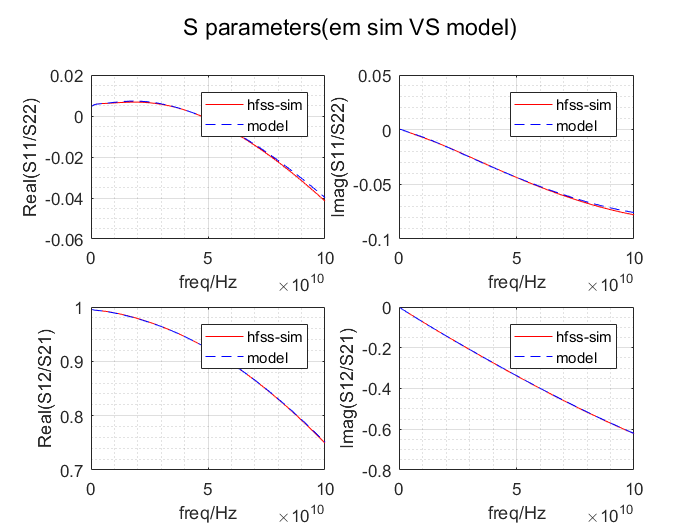 S parameters(em sim VS model)
Real(S11/S22)
0.02
0
-0.02
-0.04
-0.06
hfss-sim
model
0 5 10
freq/Hz
×10^10
Imag(S11/S22)
0.05
0
-0.05
-0.1
hfss-sim
model
0 5 10
freq/Hz
×10^10
Real(S12/S21)
1
0.9
0.8
0.7
hfss-sim
model
0 5 10
freq/Hz
×10^10
Imag(S12/S21)
0
-0.2
-0.4
-0.6
-0.8
hfss-sim
model
0 5 10
freq/Hz
×10^10